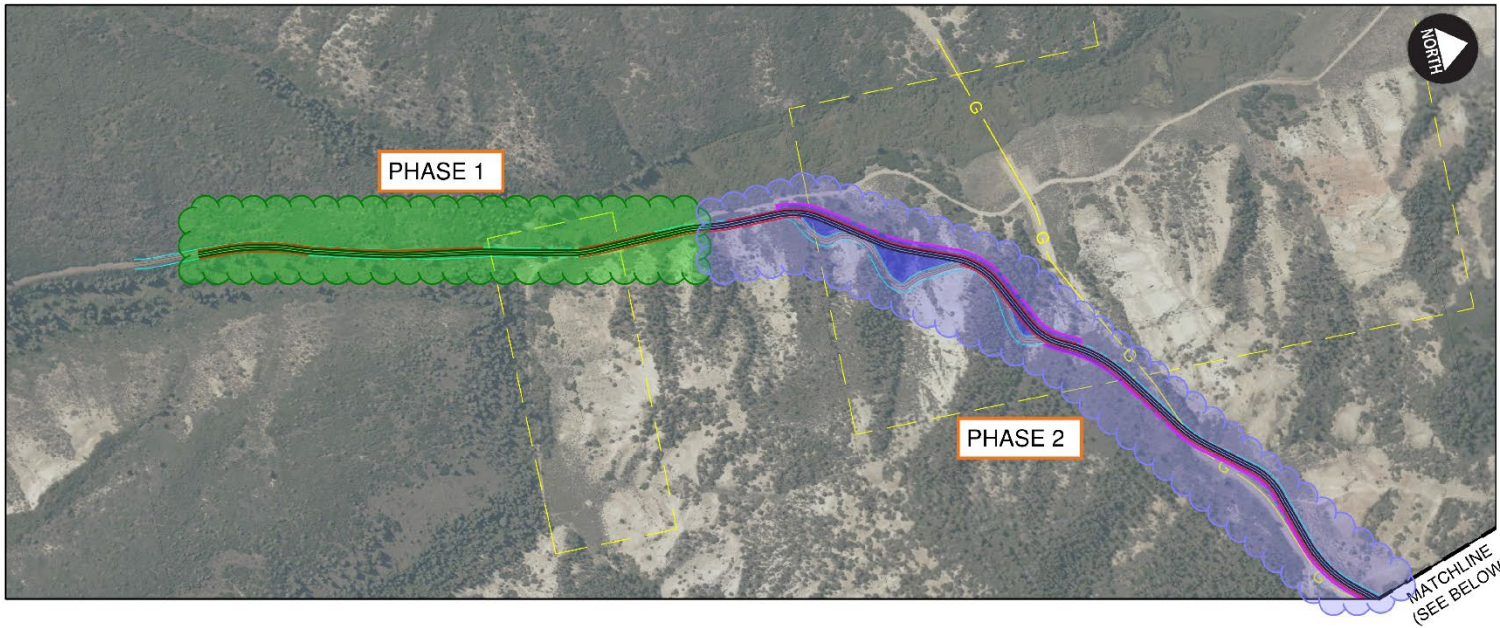 NORTH
PHASE 1
G
G
G
PHASE 2
G
G
MATCHLINE
(SEE BELOW